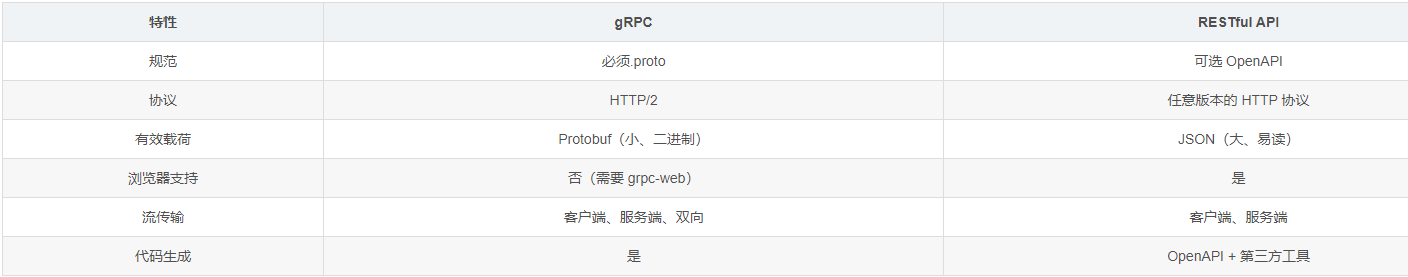 特性 gRPC RESTful API
规范 必须.proto 可选 OpenAPI
协议 HTTP/2 任意版本的 HTTP 协议
有效载荷 Protobuf（小、二进制） JSON（大、易读）
浏览器支持 否（需要 grpc-web） 是
流传输 客户端、服务端、双向 客户端、服务端
代码生成 是 OpenAPI + 第三方工具